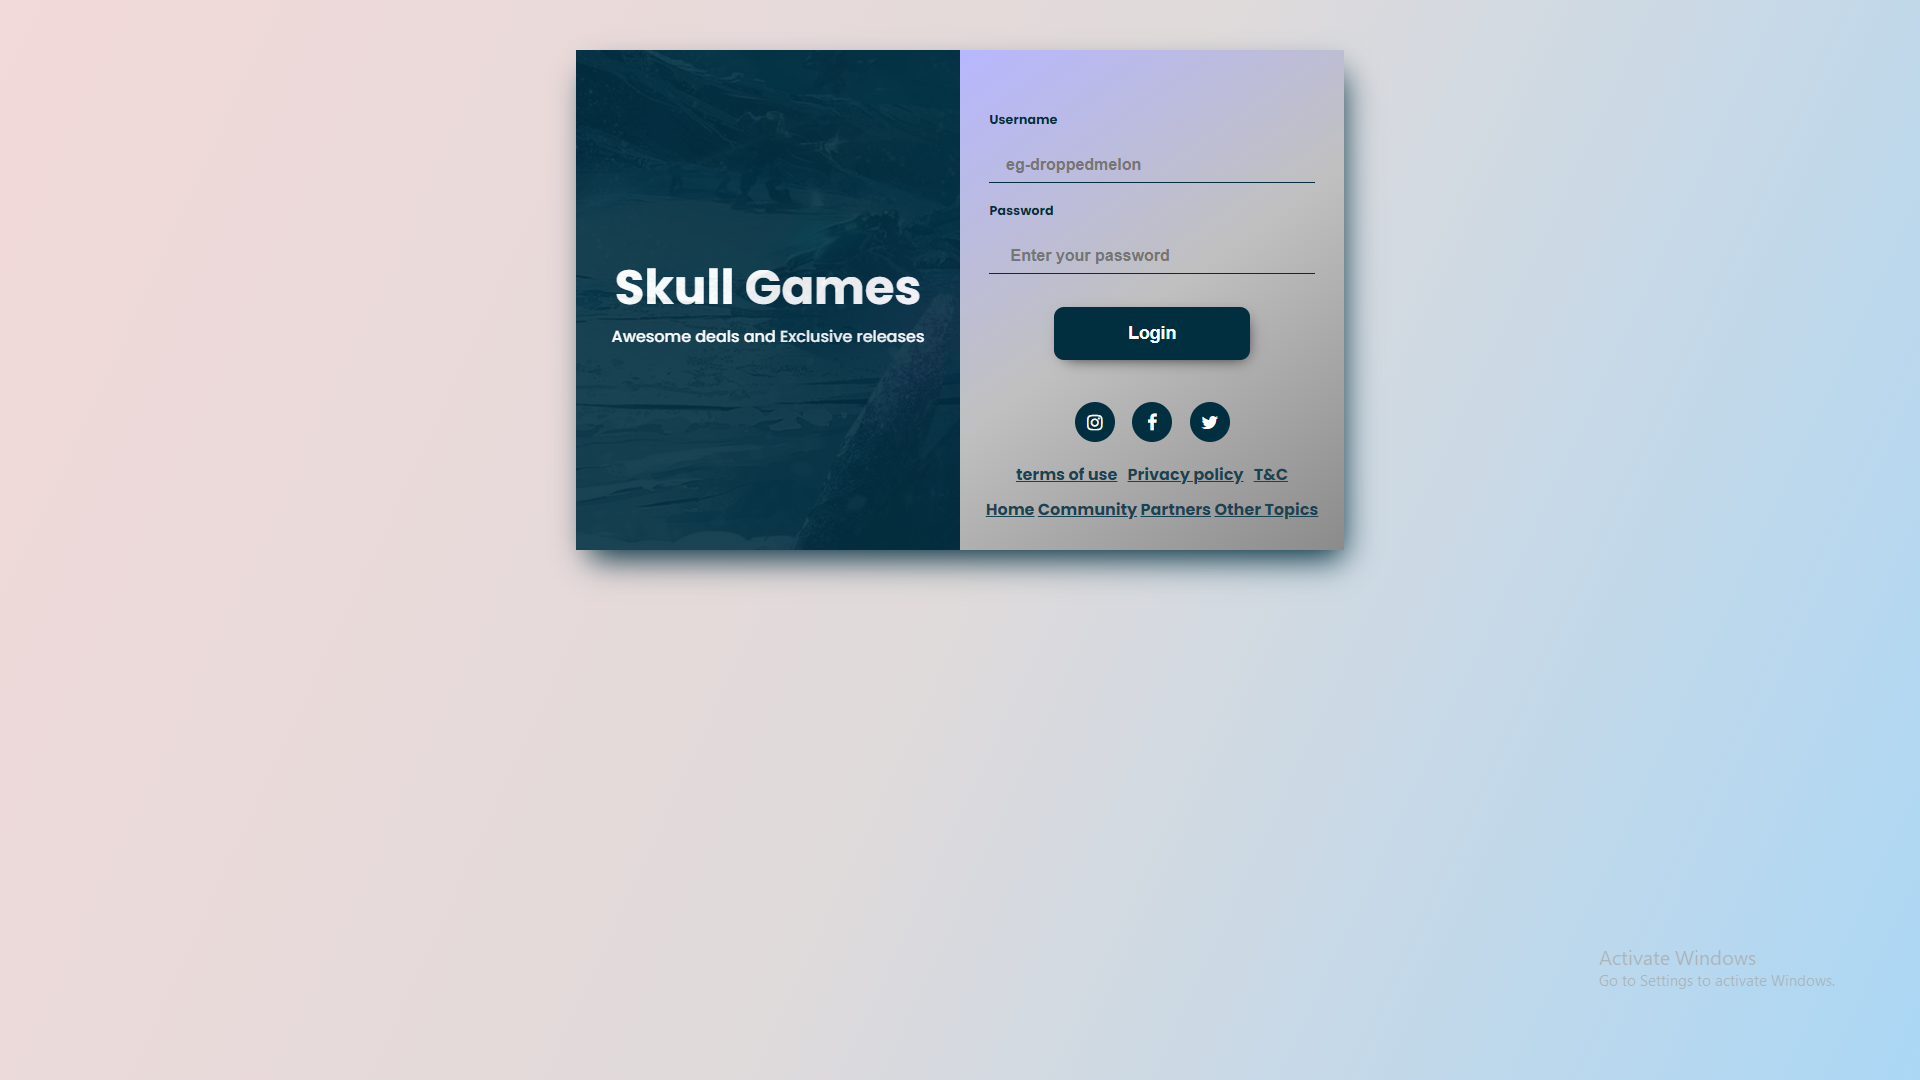 Skull Games
Awesome deals and Exclusive releases
Username
eg-droppedmelon
Password
Enter your password
Login
terms of use Privacy policy T&C
Home Community Partners Other Topics
Activate Windows
Go to Settings to activate Windows.